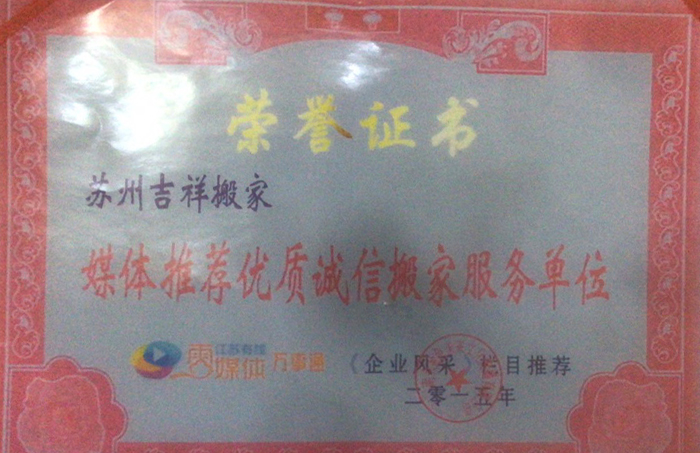 荣誉证书
苏州吉祥搬家
媒体推荐优质诚信搬家服务单位
江苏有线
媒体 万事通
《企业风采》栏目推荐
二零一五年